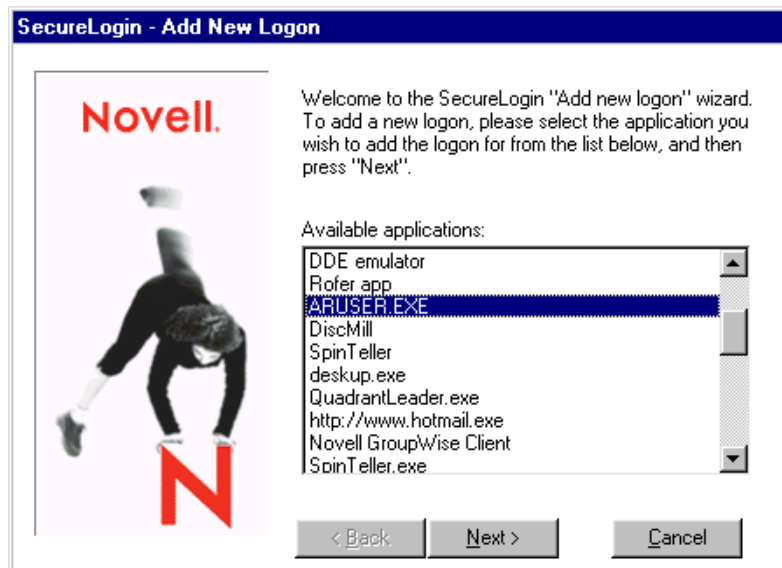 SecureLogin - Add New Logon
Novell.
Welcome to the SecureLogin "Add new logon" wizard.
To add a new logon, please select the application you
wish to add the logon for from the list below, and then
press "Next".
Available applications:
DDE emulator
Rofer app
ARUSER.EXE
DiscMill
SpinTeller
deskup.exe
QuadrantLeader.exe
http://www.hotmail.exe
Novell GroupWise Client
SpinTeller.exe
N
< Back
Next >
Cancel